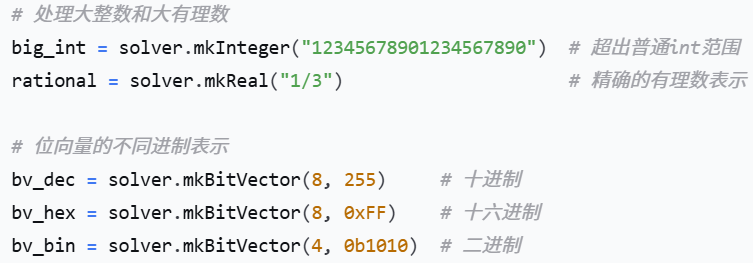 # 处理大整数和大有理数
big_int = solver.mkInteger("12345678901234567890")  # 超出普通int范围
rational = solver.mkReal("1/3")                     # 精确的有理数表示
# 位向量的不同进制表示
bv_dec = solver.mkBitVector(8, 255)     # 十进制
bv_hex = solver.mkBitVector(8, 0xFF)    # 十六进制
bv_bin = solver.mkBitVector(4, 0b1010)  # 二进制